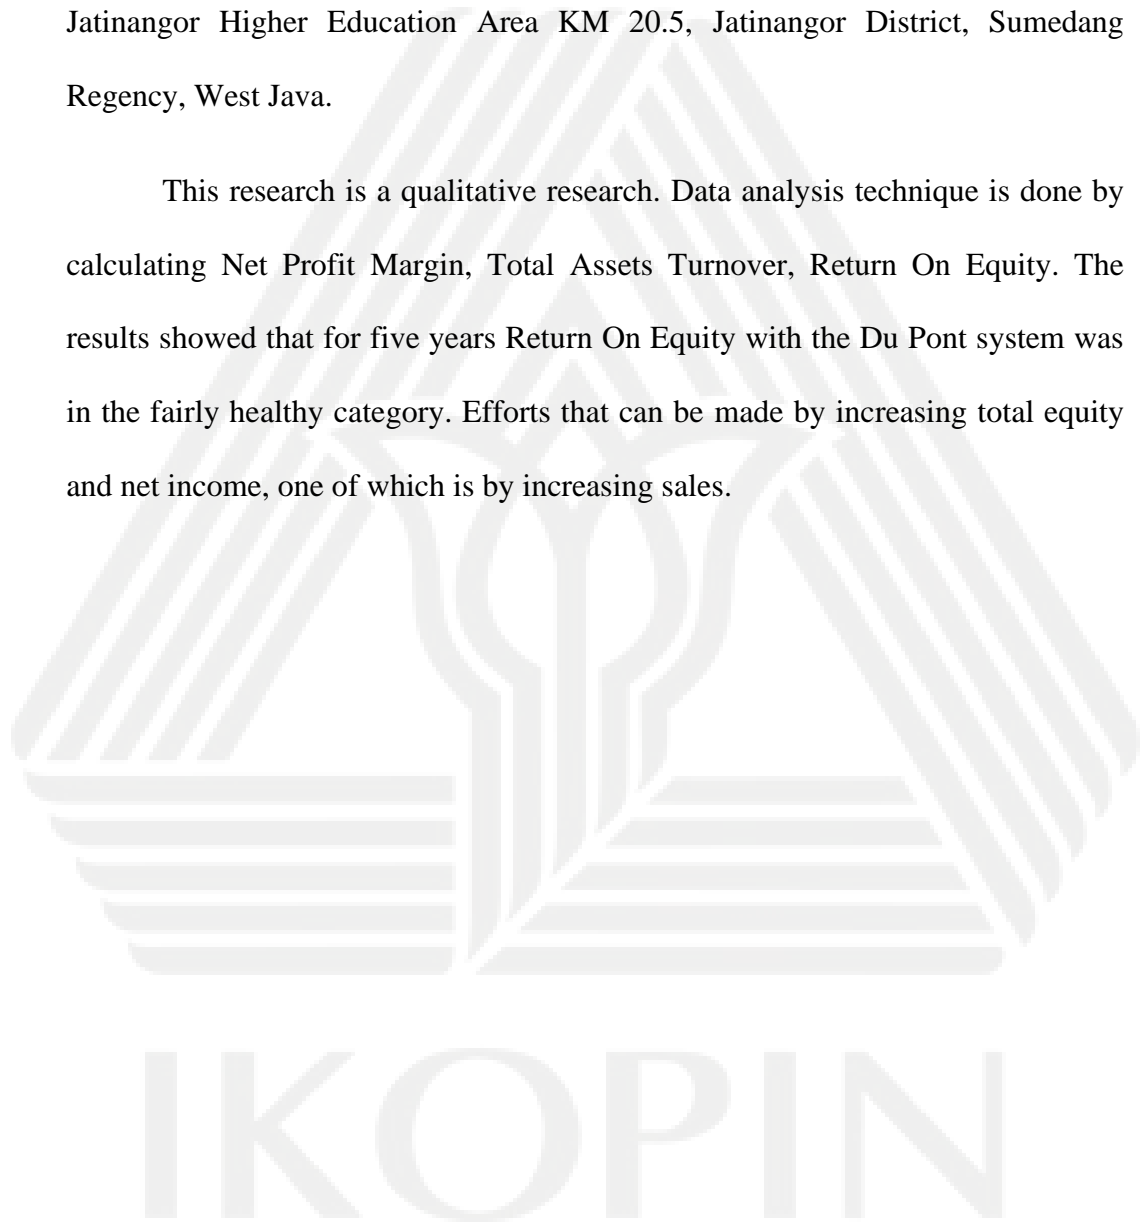 Jatinangor Higher Education Area KM 20.5, Jatinangor District, Sumedang
Regency, West Java.
This research is a qualitative research. Data analysis technique is done by
calculating Net Profit Margin, Total Assets Turnover, Return On Equity. The
results showed that for five years Return On Equity with the Du Pont system was
in the fairly healthy category. Efforts that can be made by increasing total equity
and net income, one of which is by increasing sales.
IKOPIN